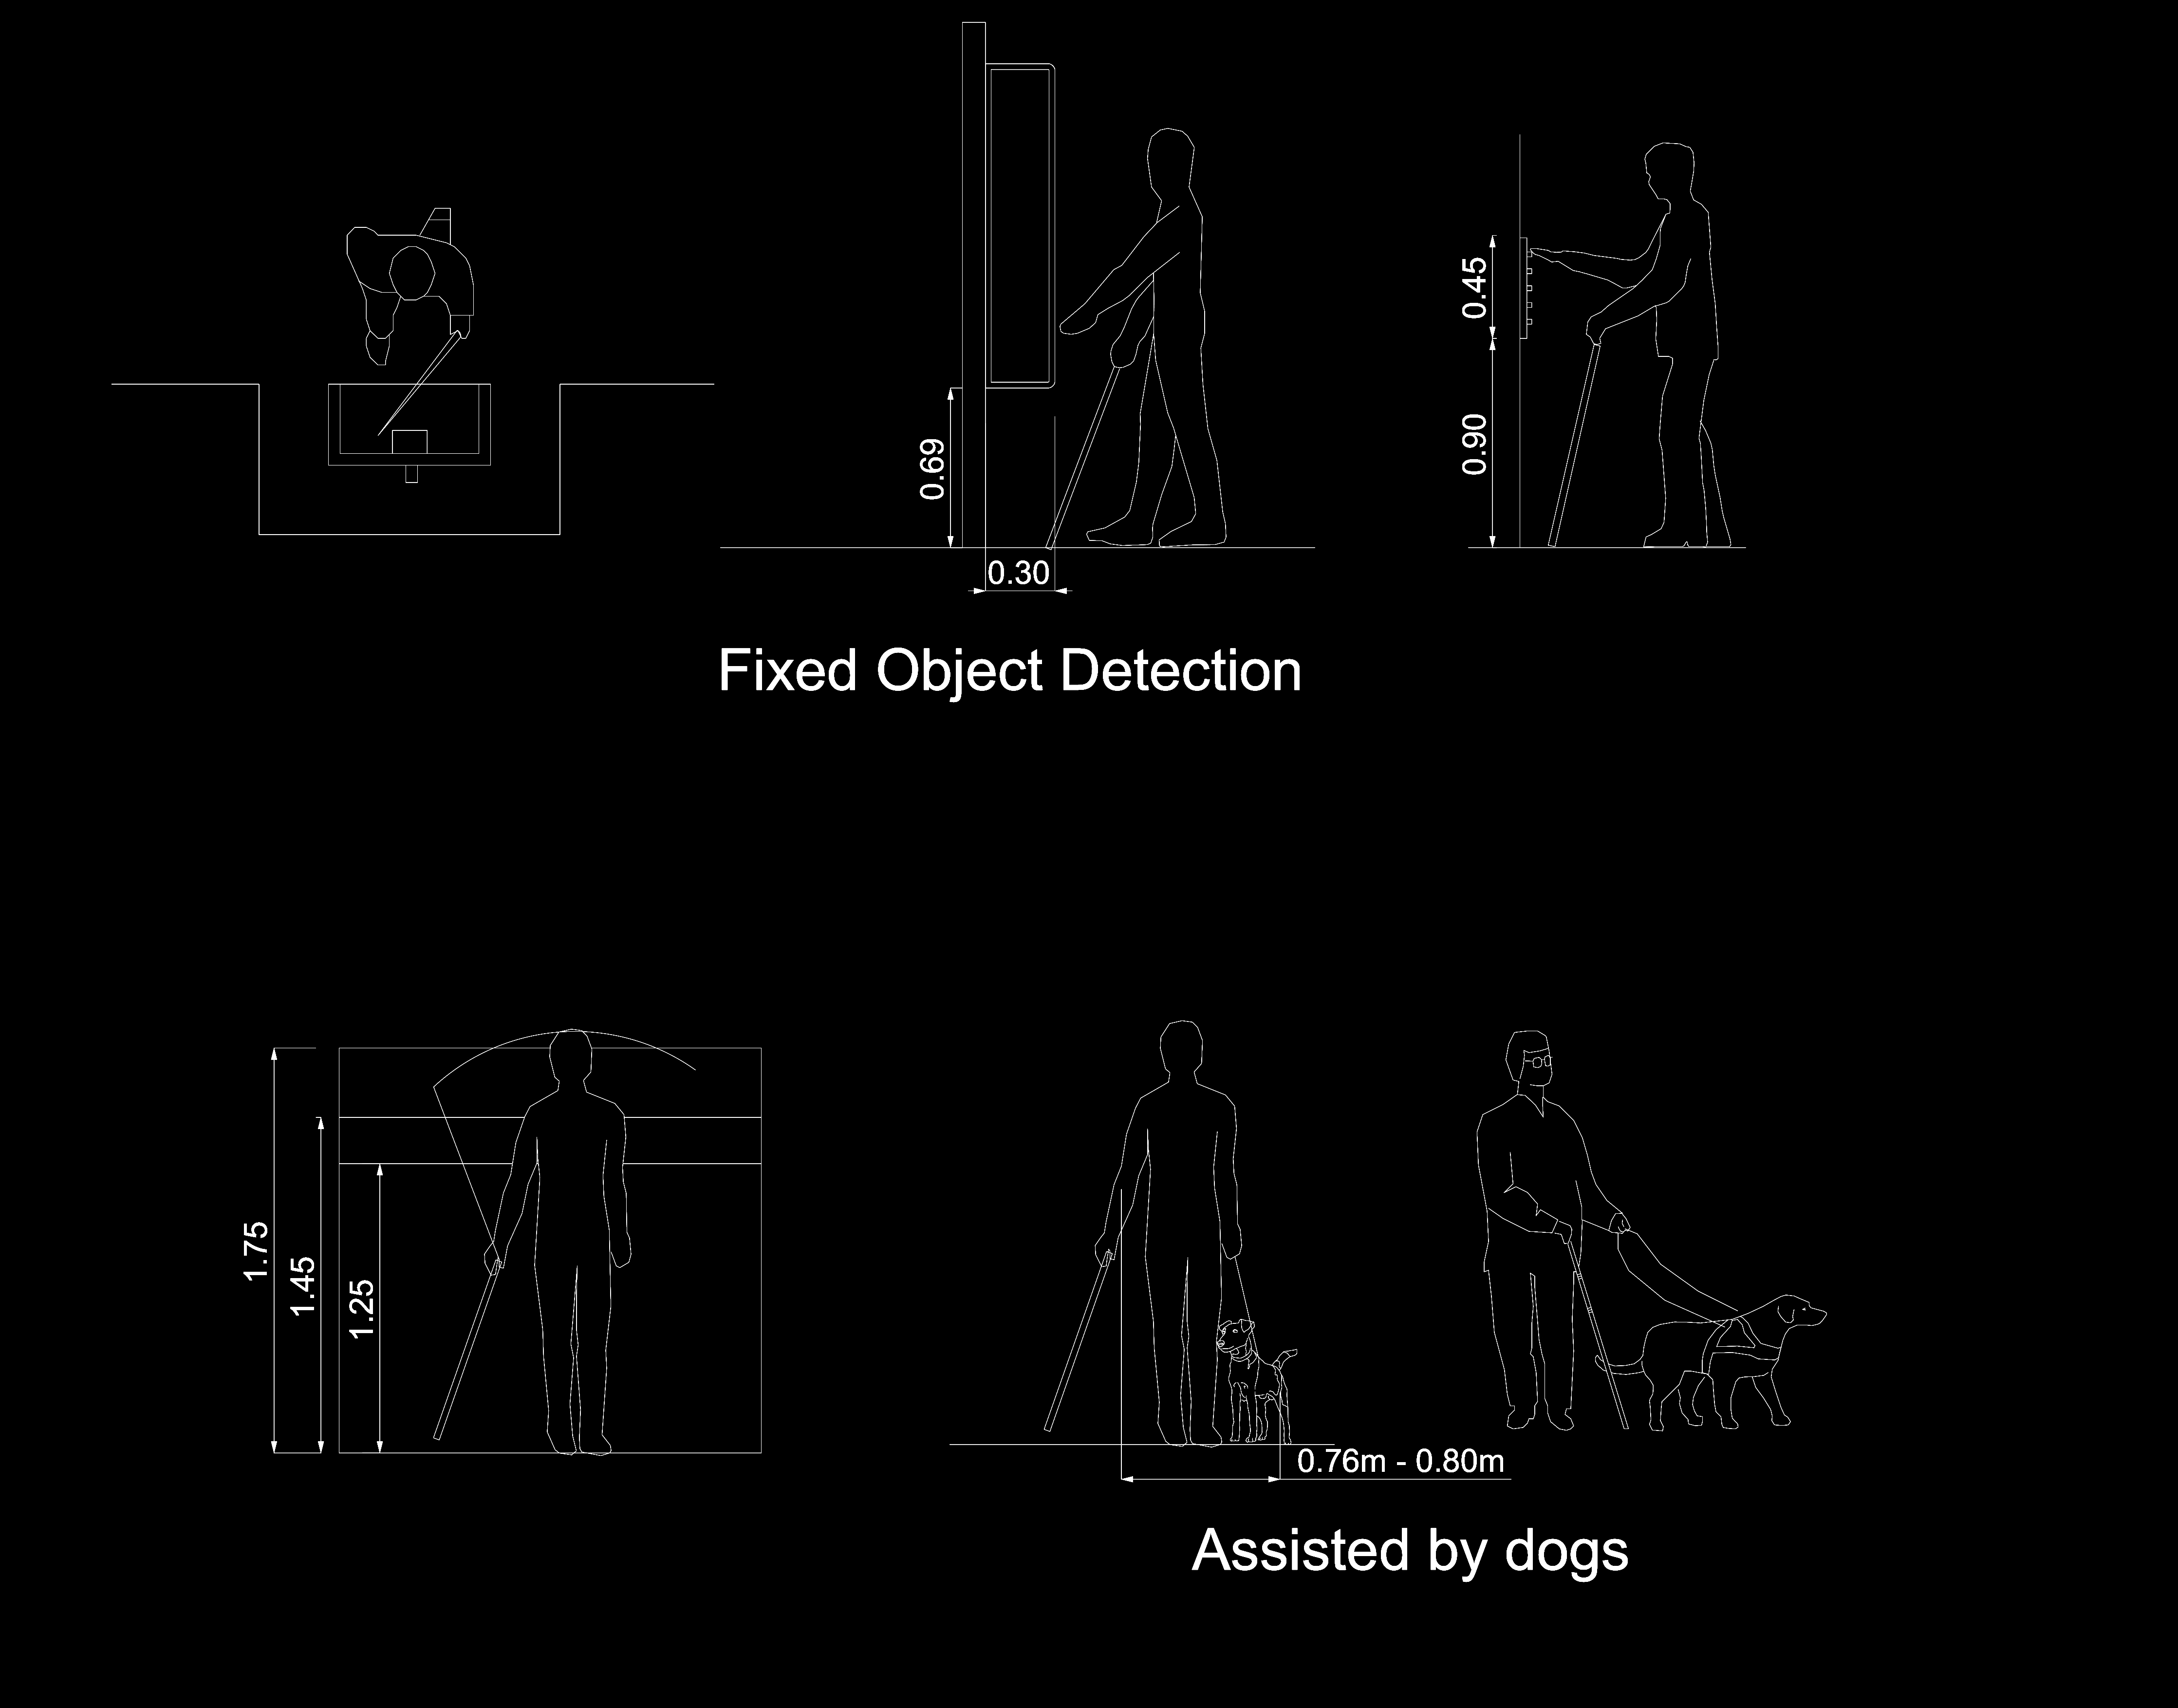 0.45
0.90
0.69
0.30
Fixed Object Detection
1.75
1.45
1.25
0.76m - 0.80m
Assisted by dogs